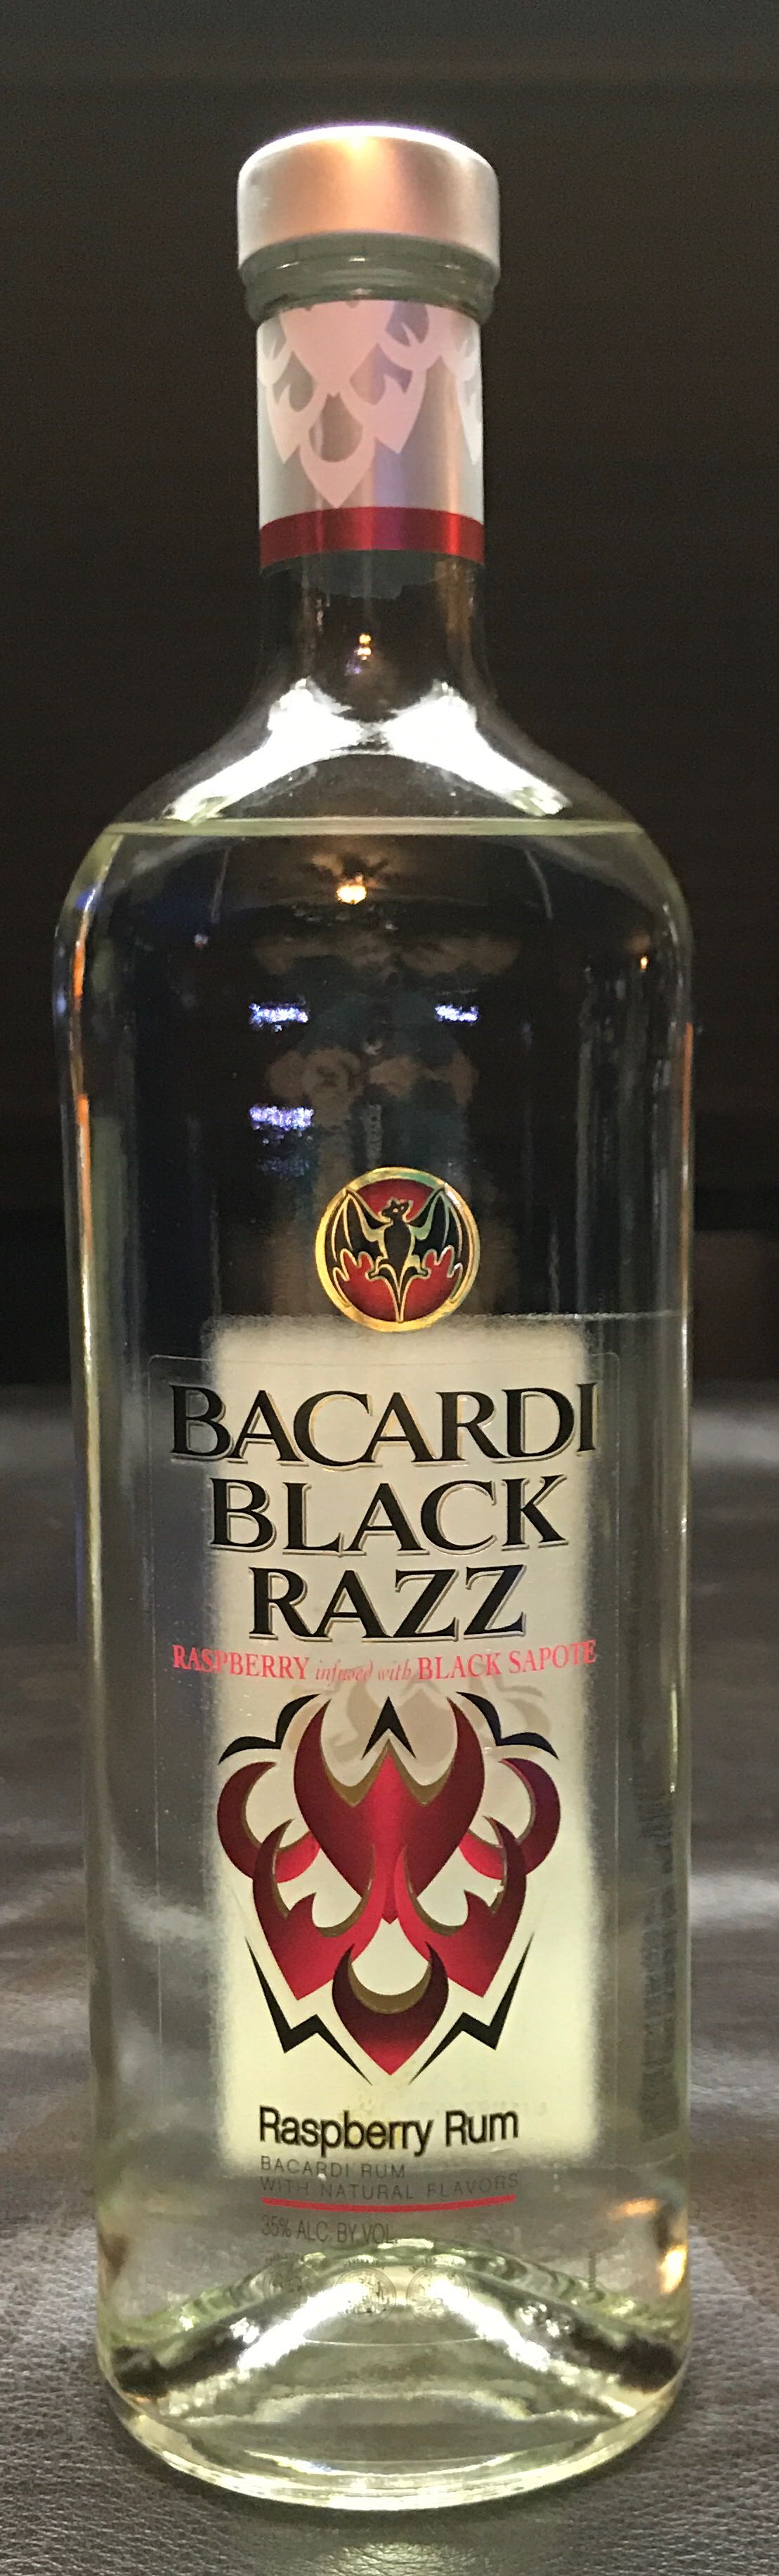 BACARDI
BLACK
RAZZ
RASPBERRY infused with BLACK SAPOTE
Raspberry Rum
BACARDI RUM
WITH NATURAL FLAVORS
35% ALC. BY VOL.